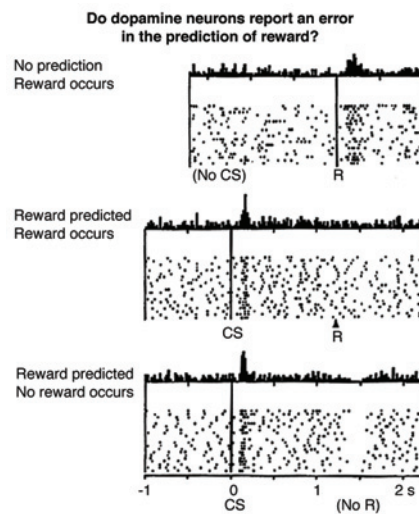 Do dopamine neurons report an error
in the prediction of reward?
No prediction
Reward occurs
(No CS)
R
Reward predicted
Reward occurs
CS
R
Reward predicted
No reward occurs
-1
0
1
2 s
CS
(No R)